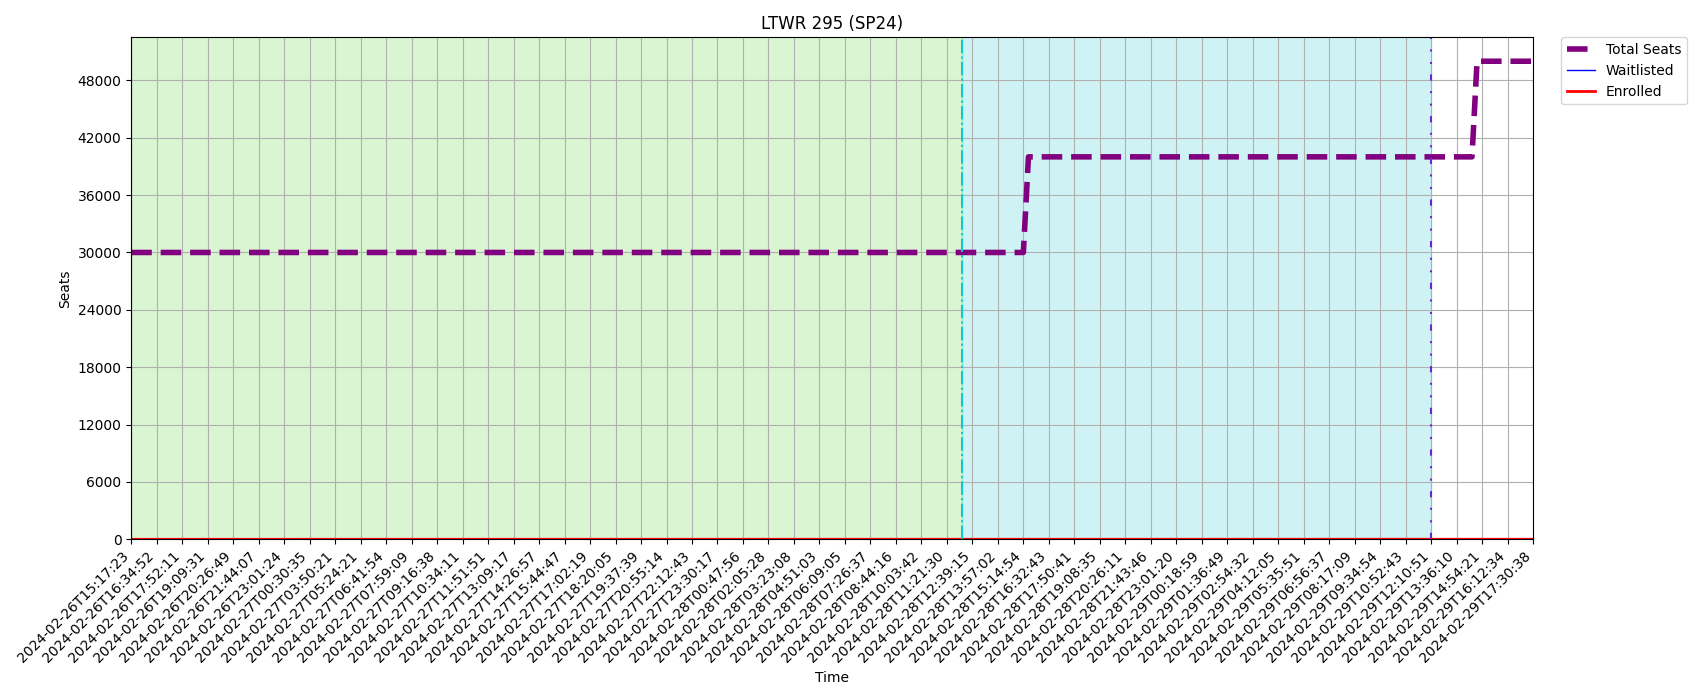 LTWR 295 (SP24)
Total Seats
Waitlisted
Enrolled
48000
42000
36000
30000
24000
18000
12000
6000
0
Seats
2024-02-26T15:17:23
2024-02-26T16:34:52
2024-02-26T17:52:11
2024-02-26T19:09:31
2024-02-26T20:26:49
2024-02-26T21:44:07
2024-02-26T23:01:24
2024-02-27T00:30:35
2024-02-27T03:50:21
2024-02-27T05:24:21
2024-02-27T06:41:54
2024-02-27T07:59:09
2024-02-27T09:16:38
2024-02-27T10:34:11
2024-02-27T11:51:51
2024-02-27T13:09:17
2024-02-27T14:26:57
2024-02-27T15:44:47
2024-02-27T17:02:19
2024-02-27T18:20:05
2024-02-27T19:37:39
2024-02-27T20:55:14
2024-02-27T22:12:43
2024-02-27T23:30:17
2024-02-28T00:47:56
2024-02-28T02:05:28
2024-02-28T03:23:08
2024-02-28T04:51:03
2024-02-28T06:09:05
2024-02-28T07:26:37
2024-02-28T08:44:16
2024-02-28T10:03:42
2024-02-28T11:21:30
2024-02-28T12:39:15
2024-02-28T13:57:02
2024-02-28T15:14:54
2024-02-28T16:32:43
2024-02-28T17:50:41
2024-02-28T19:08:35
2024-02-28T20:26:11
2024-02-28T21:43:46
2024-02-28T23:01:20
2024-02-29T00:18:59
2024-02-29T01:36:49
2024-02-29T02:54:32
2024-02-29T04:12:05
2024-02-29T05:35:51
2024-02-29T06:56:37
2024-02-29T08:17:09
2024-02-29T09:34:54
2024-02-29T10:52:43
2024-02-29T12:10:51
2024-02-29T13:36:10
2024-02-29T14:54:21
2024-02-29T16:12:34
2024-02-29T17:30:38
Time